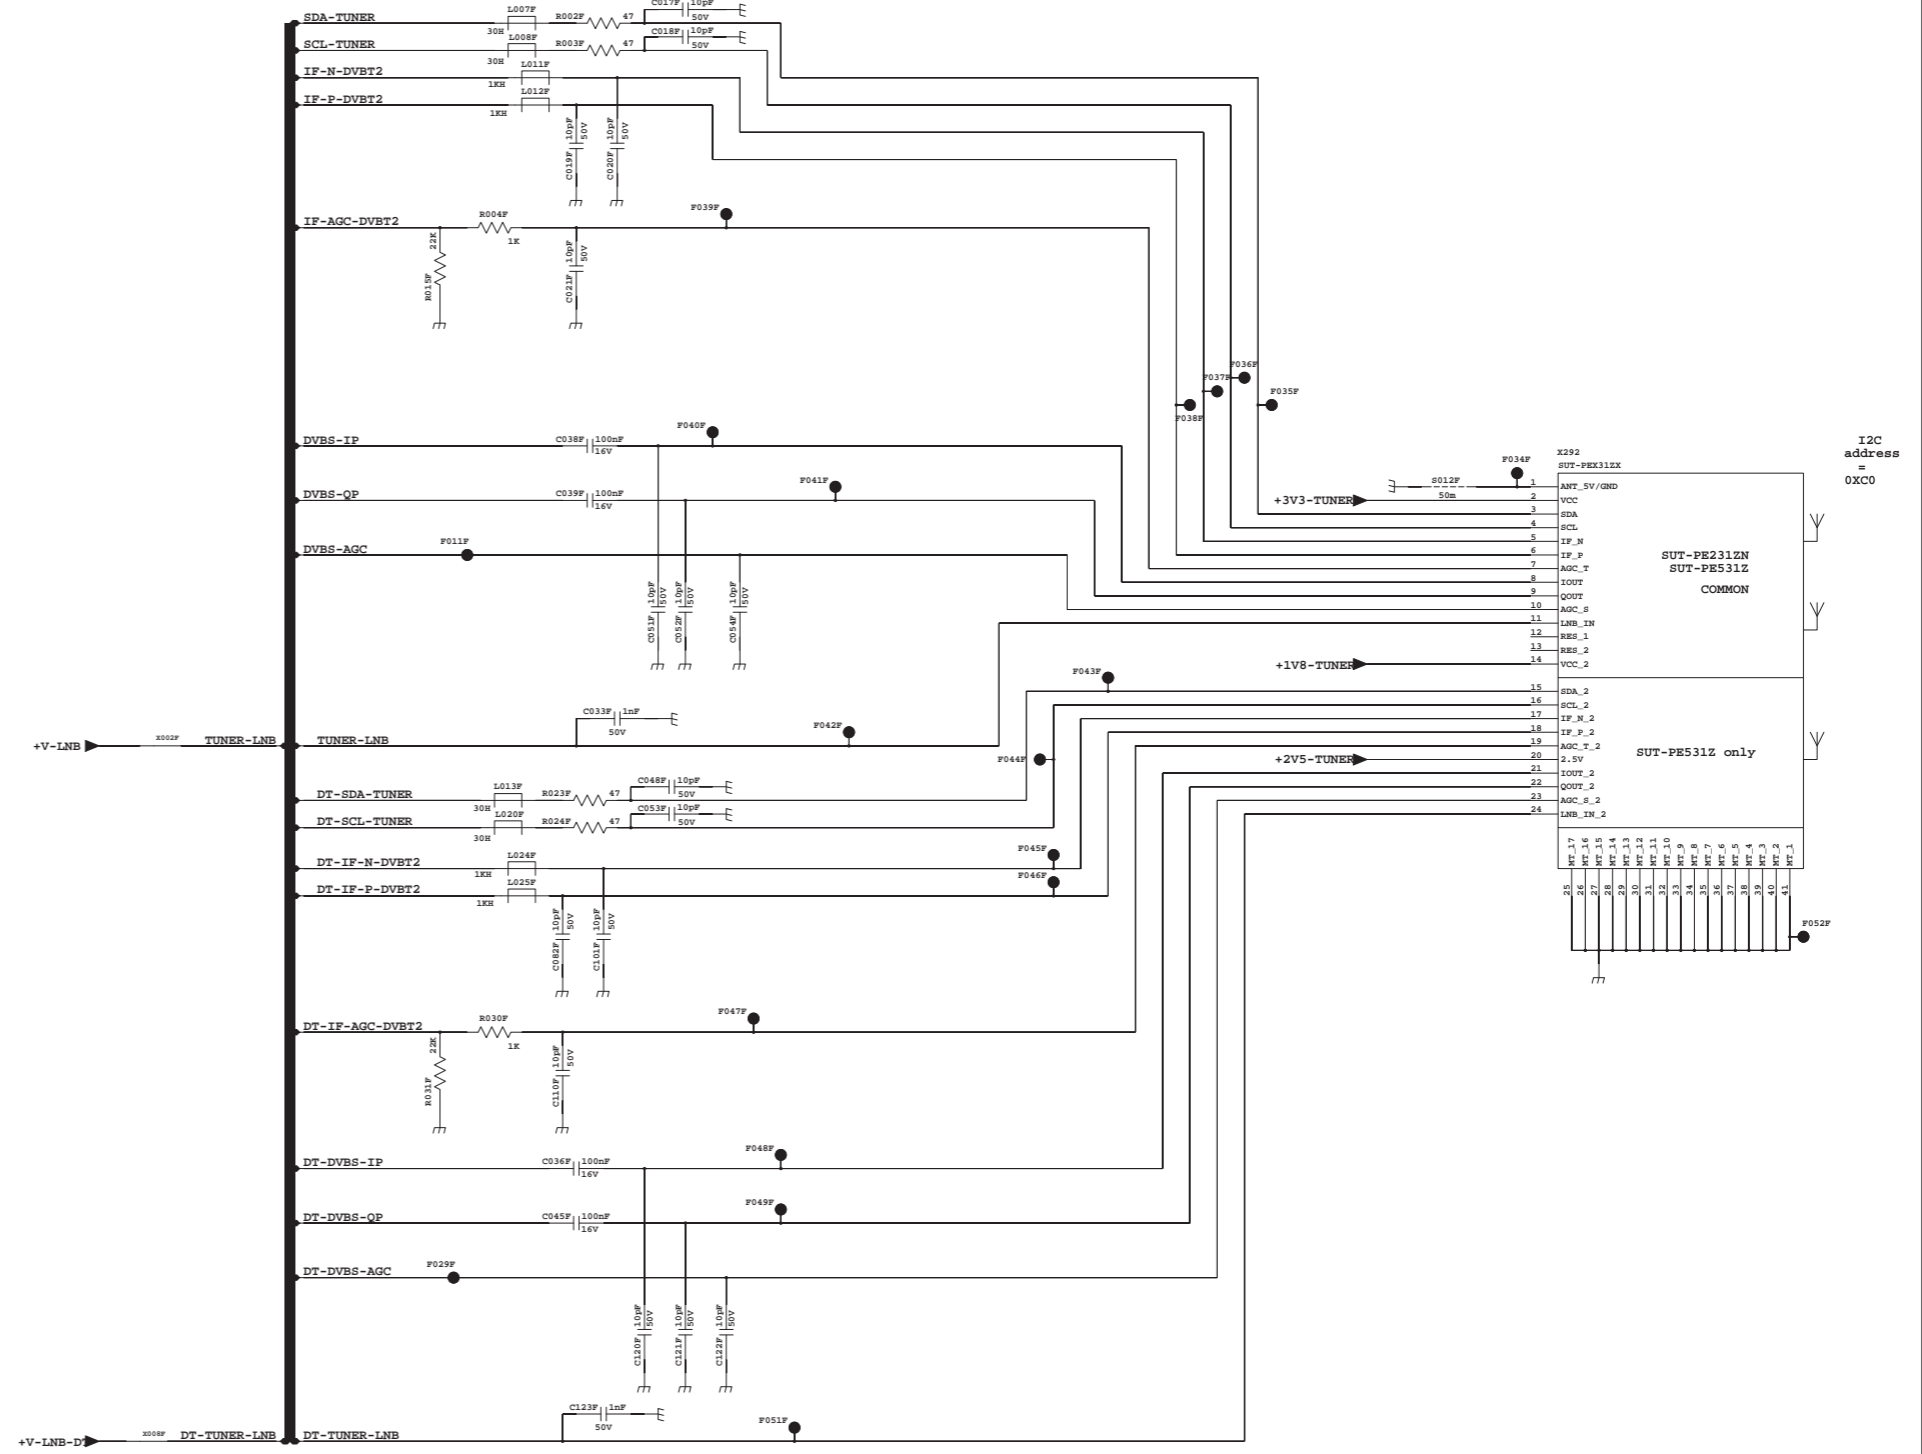 SDA-TUNER
L007F
30H
R002F
47
C017F
10pF
50V
SCL-TUNER
L008F
30H
R003F
47
C018F
10pF
50V
IF-N-DVBT2
L011F
1KH
IF-P-DVBT2
L012F
1KH
C019F
10pF
50V
C020F
10pF
50V
IF-AGC-DVBT2
R004F
1K
F039F
R015F
22K
C021F
10pF
50V
F036F
F037F
F035F
F038F
DVBS-IP
C038F
100nF
16V
F040F
DVBS-QP
C039F
100nF
16V
F041F
DVBS-AGC
F011F
C051F
10pF
50V
C052F
10pF
50V
C054F
10pF
50V
I2C
address
=
0XC0
X292
SUT-PEX31ZX
F034F
S012F
50m
+3V3-TUNER
1 ANT_5V/GND
2 VCC
3 SDA
4 SCL
5 IF_N
6 IF_P
7 AGC_T
8 IOUT
9 QOUT
10 AGC_S
11 LNB_IN
12 RES_1
13 RES_2
14 VCC_2
SUT-PE231ZN
SUT-PE531Z
COMMON
+1V8-TUNER
F043F
15 SDA_2
16 SCL_2
17 IF_N_2
18 IF_P_2
19 AGC_T_2
20 2.5V
21 IOUT_2
22 QOUT_2
23 AGC_S_2
24 LNB_IN_2
SUT-PE531Z only
+2V5-TUNER
F044F
MT_17
MT_16
MT_15
MT_14
MT_13
MT_12
MT_11
MT_10
MT_9
MT_8
MT_7
MT_6
MT_5
MT_4
MT_3
MT_2
MT_1
25
26
27
28
29
30
31
32
33
34
35
36
37
38
39
40
41
F052F
+V-LNB
X002F
TUNER-LNB
TUNER-LNB
C033F
1nF
50V
F042F
DT-SDA-TUNER
L013F
30H
R023F
47
C048F
10pF
50V
DT-SCL-TUNER
L020F
30H
R024F
47
C053F
10pF
50V
DT-IF-N-DVBT2
L024F
1KH
F045F
DT-IF-P-DVBT2
L025F
1KH
F046F
C082F
10pF
50V
C101F
10pF
50V
DT-IF-AGC-DVBT2
R030F
1K
F047F
R031F
22K
C110F
10pF
50V
DT-DVBS-IP
C036F
100nF
16V
F048F
DT-DVBS-QP
C045F
100nF
16V
F049F
DT-DVBS-AGC
F029F
C120F
10pF
50V
C121F
10pF
50V
C122F
10pF
50V
C123F
1nF
50V
F051F
+V-LNB-DT
X008F
DT-TUNER-LNB
DT-TUNER-LNB